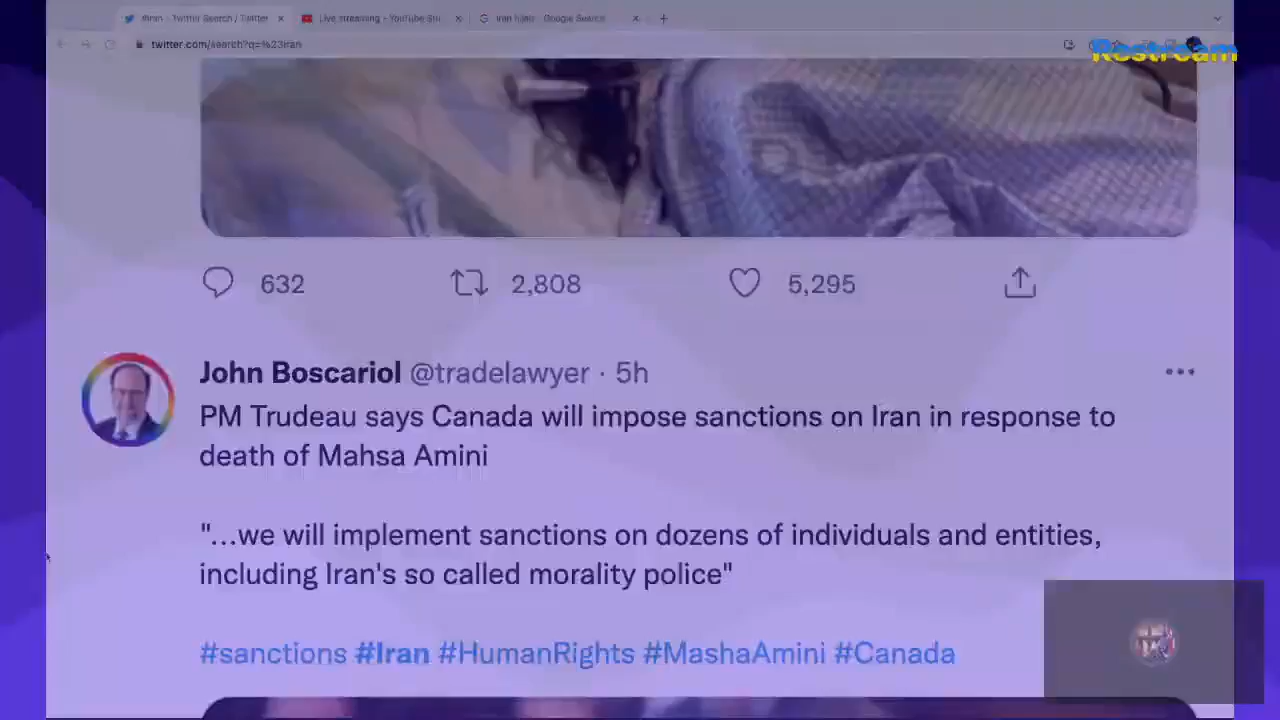 #Iran - Twitter Search / Twitter
Live streaming - YouTube Stu
iran hijab - Google Search
twitter.com/search?q=%23iran
Restream
632
2,808
5,295
John Boscariol @tradelawyer · 5h
PM Trudeau says Canada will impose sanctions on Iran in response to
death of Mahsa Amini
"...we will implement sanctions on dozens of individuals and entities,
including Iran's so called morality police"
#sanctions #Iran #HumanRights #MashaAmini #Canada